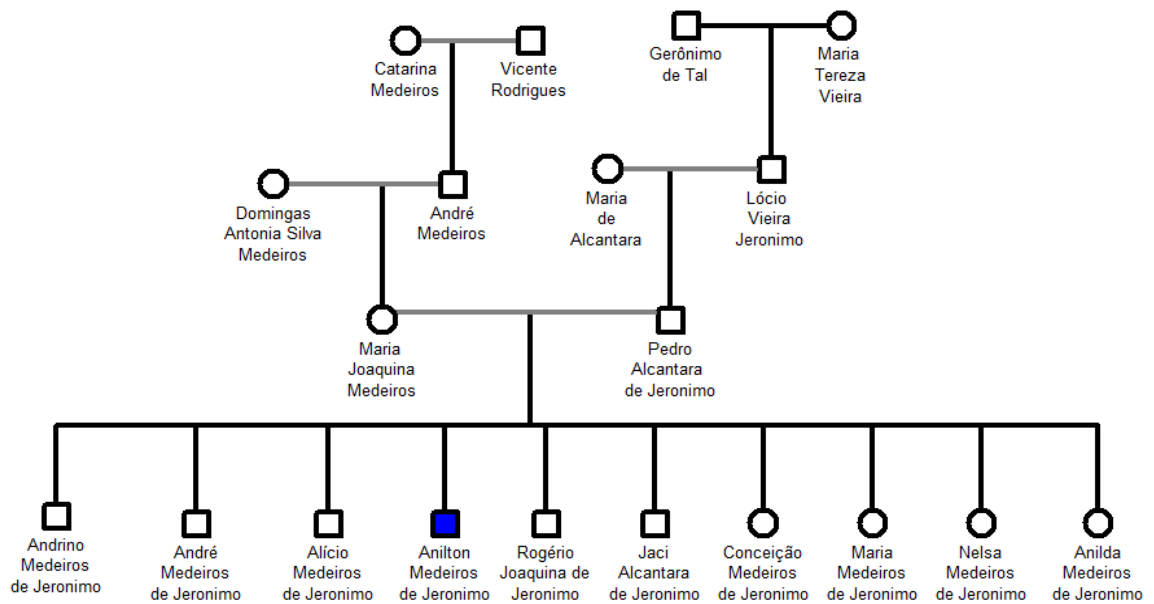 Catarina
Medeiros
Vicente
Rodrigues
Gerônimo
de Tal
Maria
Tereza
Vieira
Domingas
Antonia Silva
Medeiros
André
Medeiros
Maria
de
Alcantara
Lócio
Vieira
Jeronimo
Maria
Joaquina
Medeiros
Pedro
Alcantara
de Jeronimo
Andrino
Medeiros
de Jeronimo
André
Medeiros
de Jeronimo
Alício
Medeiros
de Jeronimo
Anilton
Medeiros
de Jeronimo
Rogério
Joaquina de
Jeronimo
Jaci
Alcantara
de Jeronimo
Conceição
Medeiros
de Jeronimo
Maria
Medeiros
de Jeronimo
Nelsa
Medeiros
de Jeronimo
Anilda
Medeiros
de Jeronimo